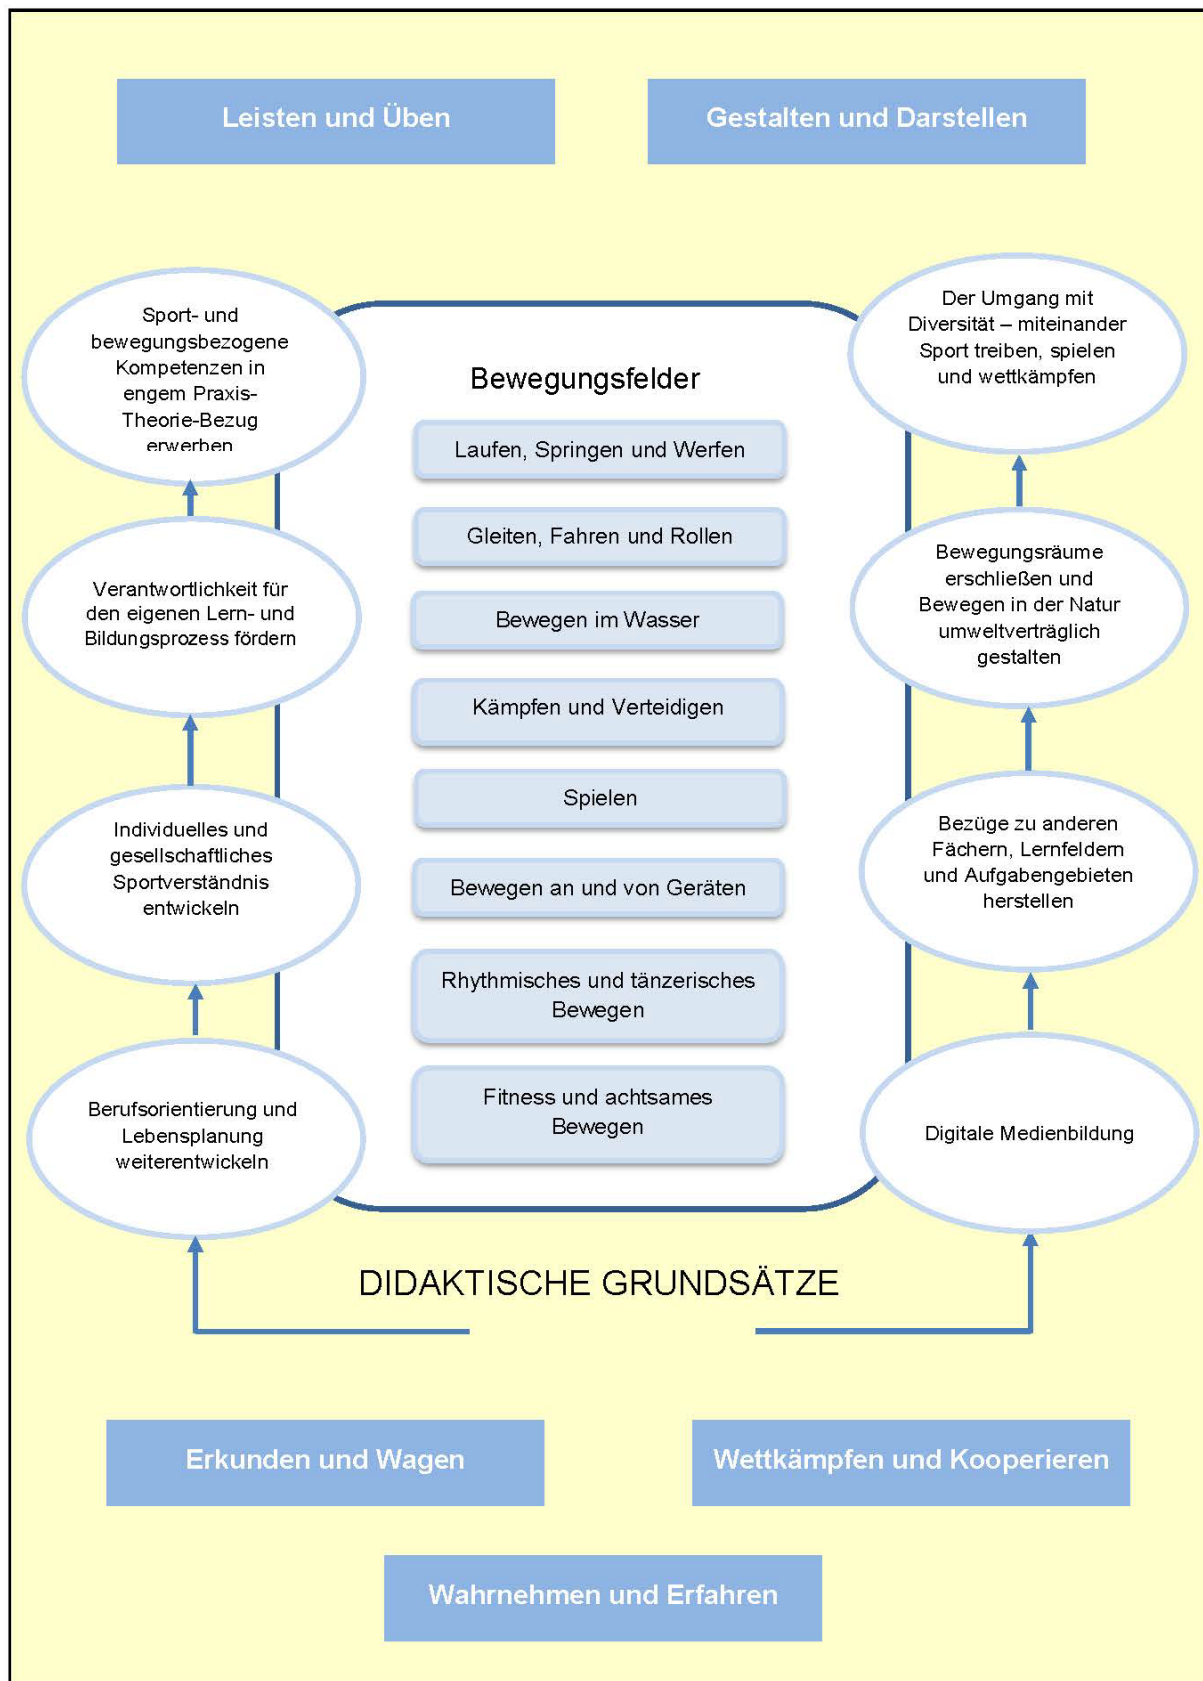 Leisten und Üben
Gestalten und Darstellen
Sport- und
bewegungsbezogene
Kompetenzen in
engem Praxis-
Theorie-Bezug
erwerben
Verantwortlichkeit für
den eigenen Lern- und
Bildungsprozess fördern
Individuelles und
gesellschaftliches
Sportverständnis
entwickeln
Berufsorientierung und
Lebensplanung
weiterentwickeln
Bewegungsfelder
Laufen, Springen und Werfen
Gleiten, Fahren und Rollen
Bewegen im Wasser
Kämpfen und Verteidigen
Spielen
Bewegen an und von Geräten
Rhythmisches und tänzerisches
Bewegen
Fitness und achtsames
Bewegen
Der Umgang mit
Diversität – miteinander
Sport treiben, spielen
und wettkämpfen
Bewegungsräume
erschließen und
Bewegen in der Natur
umweltverträglich
gestalten
Bezüge zu anderen
Fächern, Lernfeldern
und Aufgabengebieten
herstellen
Digitale Medienbildung
DIDAKTISCHE GRUNDSÄTZE
Erkunden und Wagen
Wettkämpfen und Kooperieren
Wahrnehmen und Erfahren